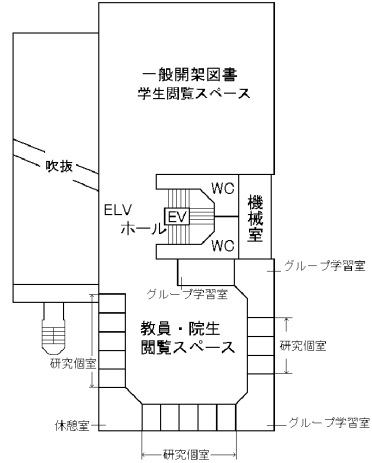 一般開架図書
学生閲覧スペース
吹抜
WC
ELV
ホール
EV
機械室
WC
グループ学習室
グループ学習室
教員・院生
閲覧スペース
研究個室
研究個室
休憩室
グループ学習室
研究個室